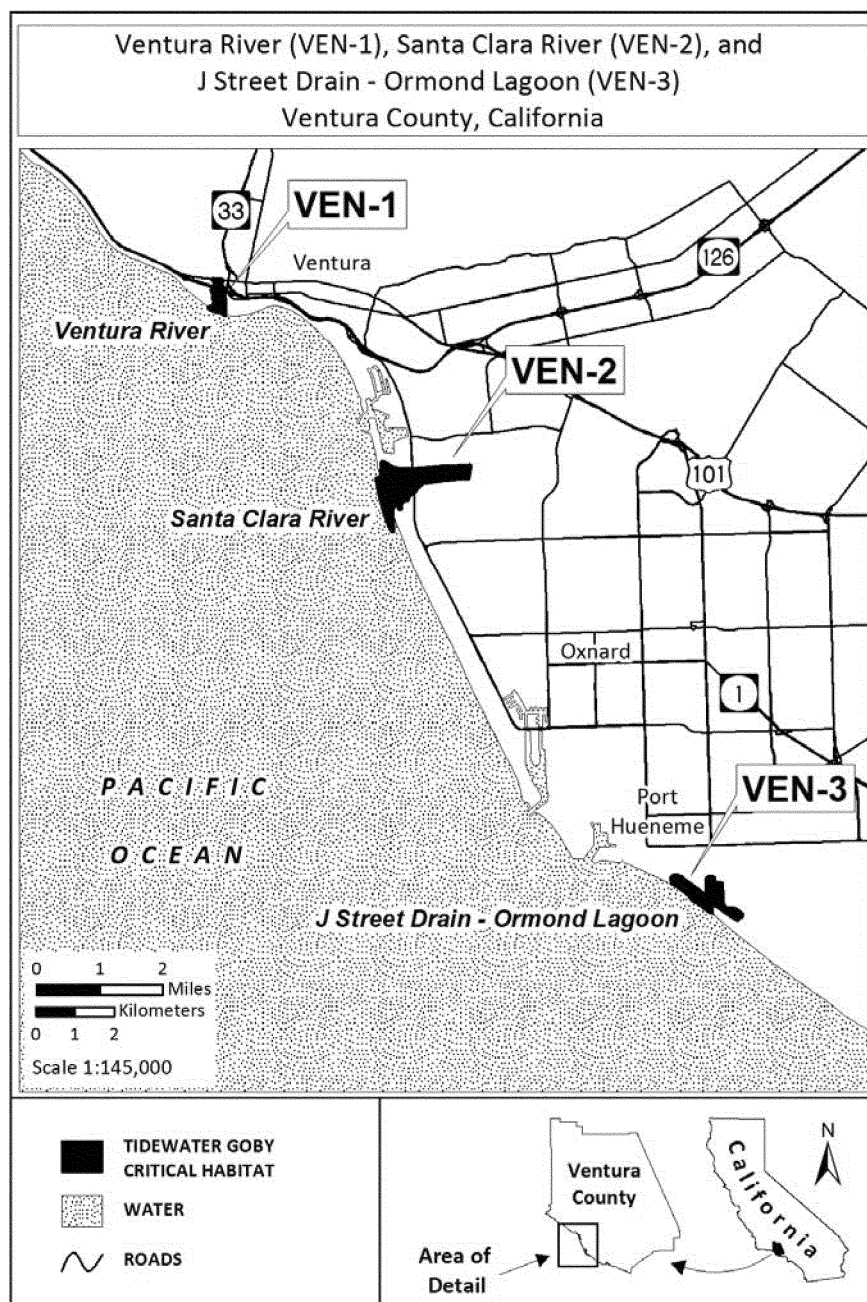 Ventura River (VEN-1), Santa Clara River (VEN-2), and
J Street Drain - Ormond Lagoon (VEN-3)
Ventura County, California
33
VEN-1
Ventura
126
Ventura River
VEN-2
101
Santa Clara River
Oxnard
1
PACIFIC
OCEAN
VEN-3
Port
Hueneme
J Street Drain - Ormond Lagoon
0 1 2
Miles
Kilometers
0 1 2
Scale 1:145,000
TIDEWATER GOBY
CRITICAL HABITAT
WATER
ROADS
Ventura
County
Area of
Detail
California
N